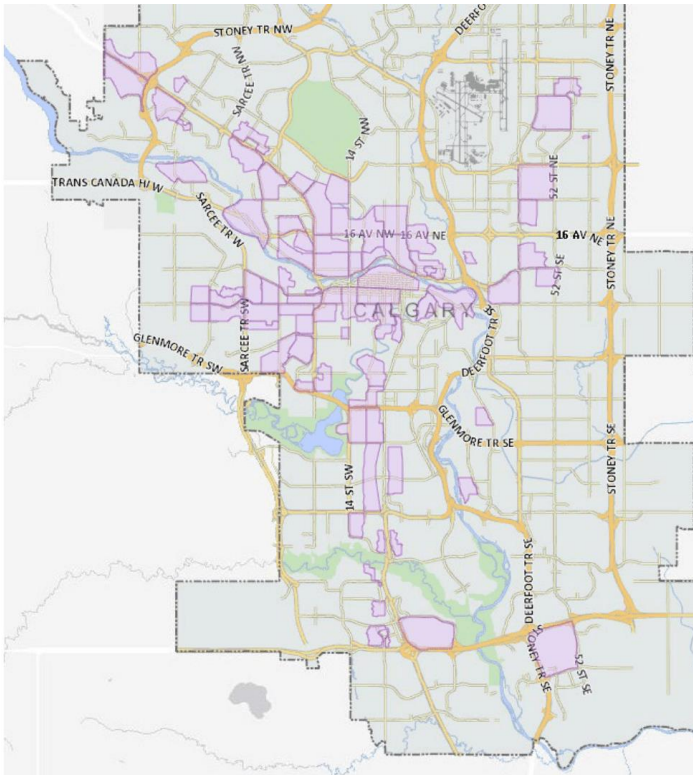 STONEY TR NW
DEERFO
STONEY TR NE
SARCEE TR NW
14 ST NW
52 ST NE
TRANS CANADA H/ W
SARCEE TR W
16 AV NW
16 AV NE
16 AV NE
STONEY TR NE
52 ST SE
CALGARY
SARCEE TR SW
GLENMORE TR SW
DEERFOOT TR S
GLENMORE TR SE
STONEY TR SE
14 ST SW
DEERFOOT TR SE
52 ST SE